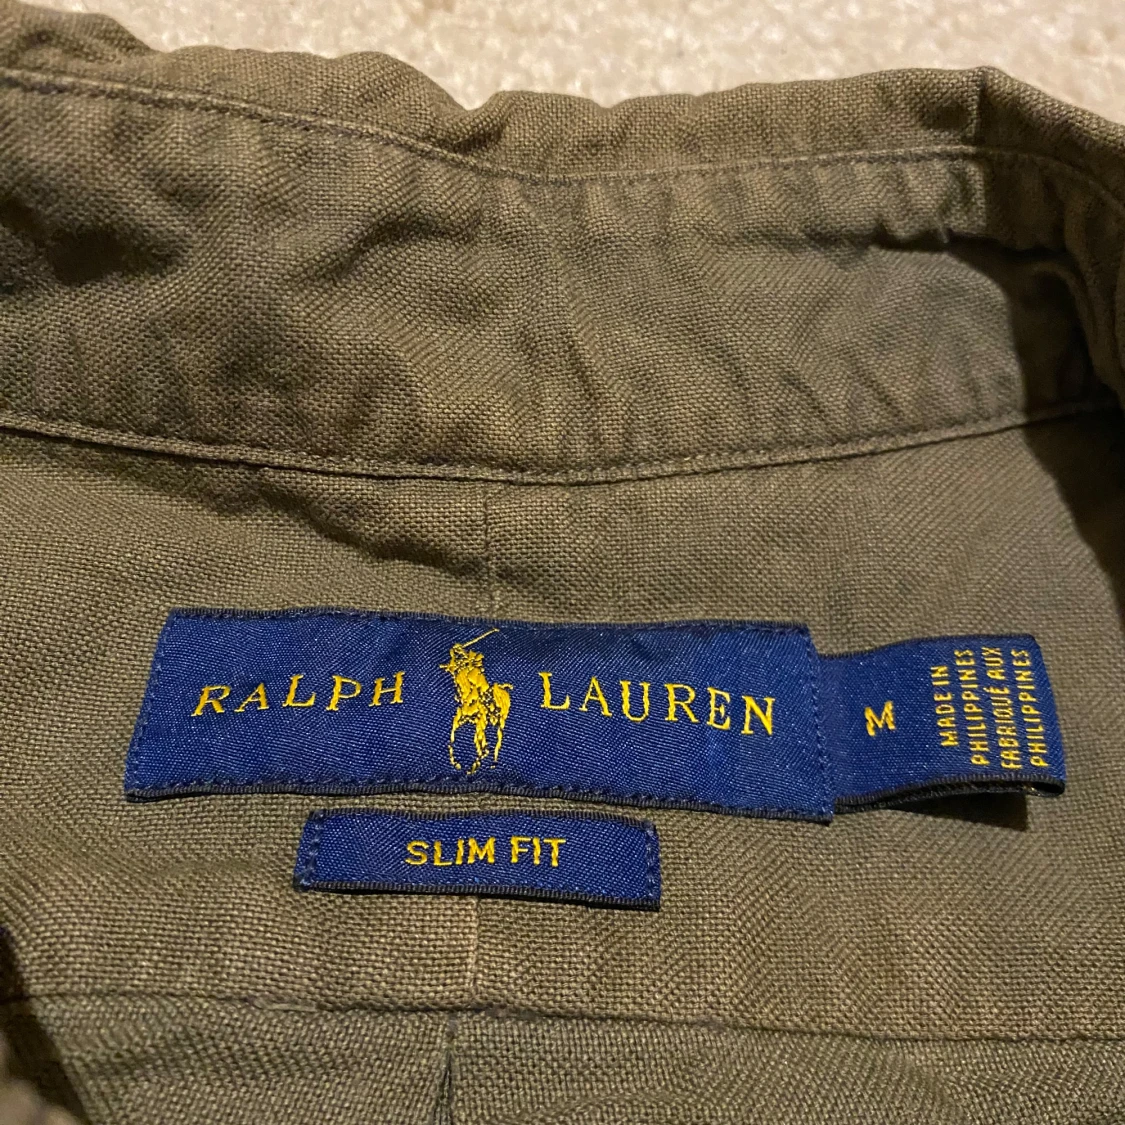 RALPH LAUREN
M
MADE IN
PHILIPPINES
FABRIQUÉ AUX
PHILIPPINES
SLIM FIT